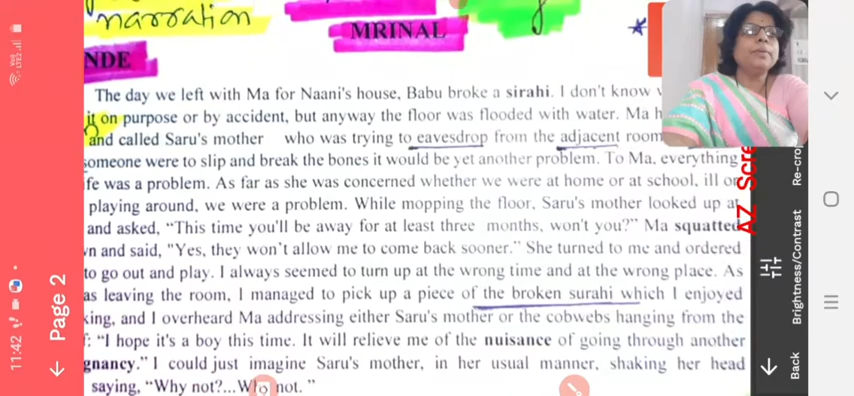 narration
MRINAL
NDE
The day we left with Ma for Naani's house, Babu broke a sirahi. I don't know
it on purpose or by accident, but anyway the floor was flooded with water. Ma h
and called Saru's mother who was trying to eavesdrop from the adjacent room
someone were to slip and break the bones it would be yet another problem. To Ma, everything
fe was a problem. As far as she was concerned whether we were at home or at school, ill or
playing around, we were a problem. While mopping the floor, Saru's mother looked up at
and asked, “This time you'll be away for at least three months, won't you?” Ma squatted
wn and said, "Yes, they won't allow me to come back sooner." She turned to me and ordered
to go out and play. I always seemed to turn up at the wrong time and at the wrong place. As
as leaving the room, I managed to pick up a piece of the broken surahi which I enjoyed
king, and I overheard Ma addressing either Saru's mother or the cobwebs hanging from the
f: “I hope it's a boy this time. It will relieve me of the nuisance of going through another
gnancy.” I could just imagine Saru's mother, in her usual manner, shaking her head
saying, “Why not?...Why not. ”
11:42
Page 2
AZ Scre
Re-cro
Brightness/Contrast
Back